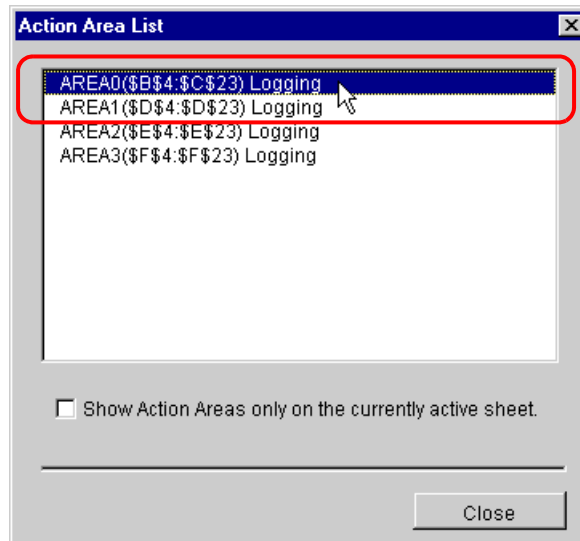 Action Area List
AREA0($B$4:$C$23) Logging
AREA1($D$4:$D$23) Logging
AREA2($E$4:$E$23) Logging
AREA3($F$4:$F$23) Logging
Show Action Areas only on the currently active sheet.
Close